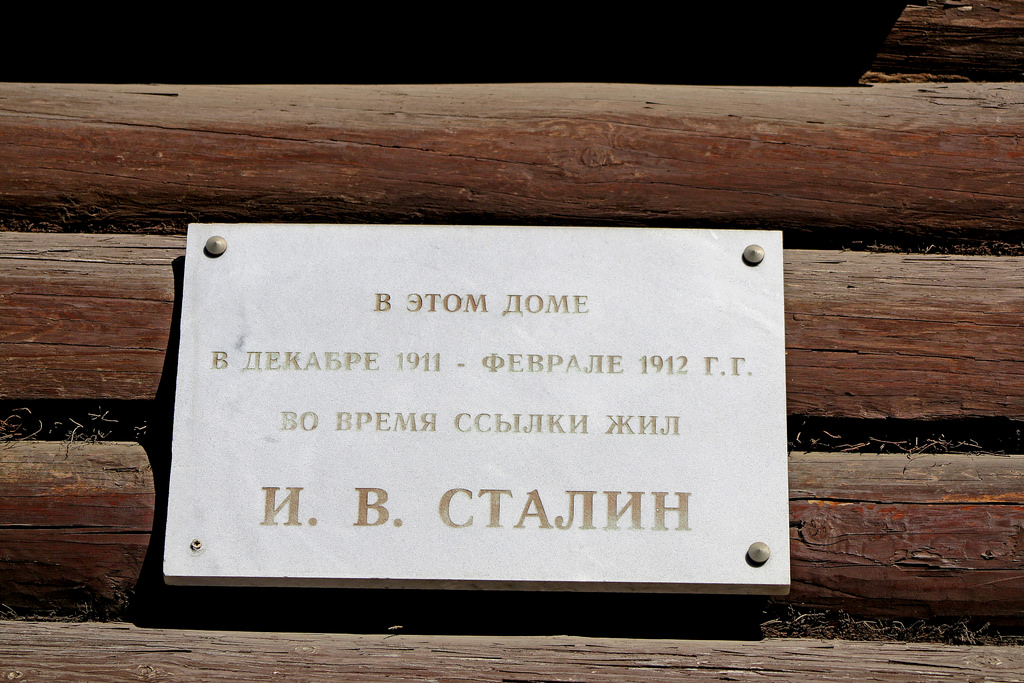 В ЭТОМ ДОМЕ
В ДЕКАБРЕ 1911 - ФЕВРАЛЕ 1912 Г.Г.
ВО ВРЕМЯ ССЫЛКИ ЖИЛ
И. В. СТАЛИН